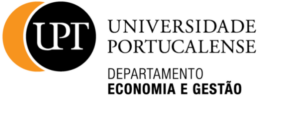 UPT
UNIVERSIDADE
PORTUCALENSE
DEPARTAMENTO
ECONOMIA E GESTÃO